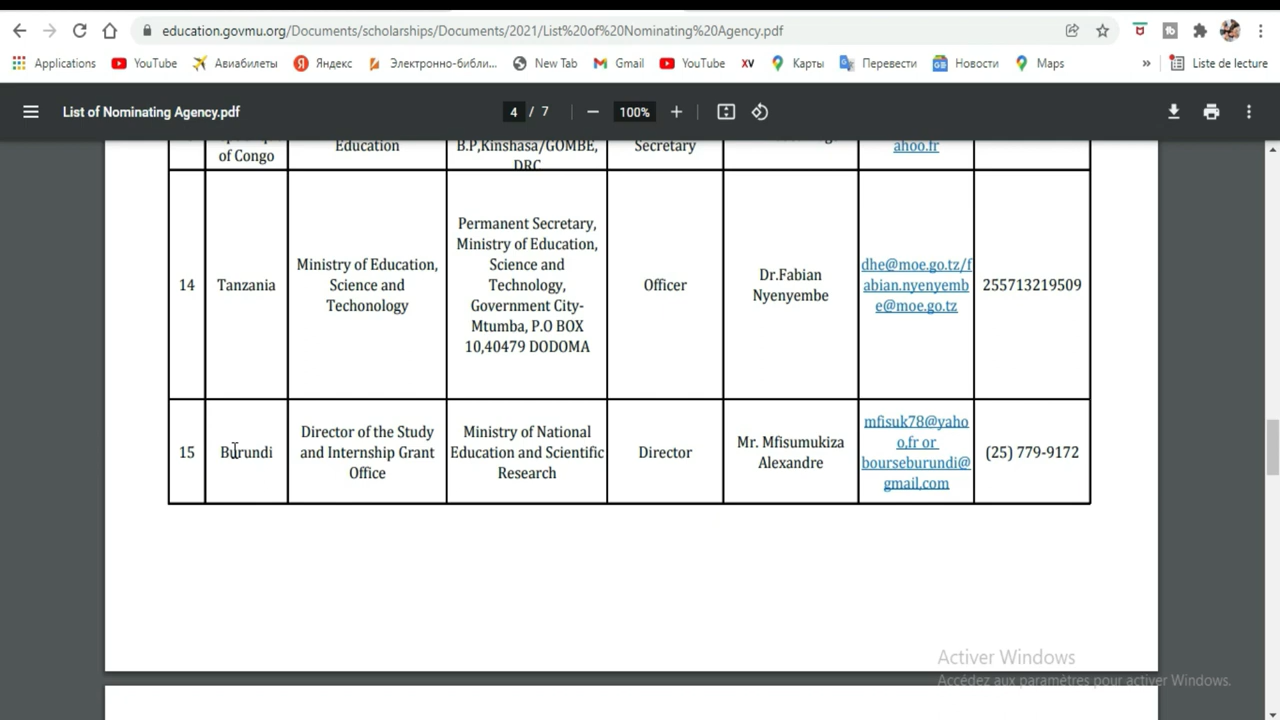 education.govmu.org/Documents/scholarships/Documents/2021/List%20of%20Nominating%20Agency.pdf
Applications YouTube Авиабилеты Яндекс Электронно-библи... New Tab Gmail YouTube XV Карты Перевести Новости Maps » Liste de lecture
List of Nominating Agency.pdf 4 / 7 100%
of Congo
Education
B.P,Kinshasa/GOMBE,
DRC
Secretary
ahoo.fr
14
Tanzania
Ministry of Education,
Science and
Techonology
Permanent Secretary,
Ministry of Education,
Science and
Technology,
Government City-
Mtumba, P.O BOX
10,40479 DODOMA
Officer
Dr.Fabian
Nyenyembe
dhe@moe.go.tz/f
abian.nyenyemb
e@moe.go.tz
255713219509
15
Burundi
Director of the Study
and Internship Grant
Office
Ministry of National
Education and Scientific
Research
Director
Mr. Mfisumukiza
Alexandre
mfisuk78@yaho
o,fr or
bourseburundi@
gmail,com
(25) 779-9172
Activer Windows
Accédez aux paramètres pour activer Windows.